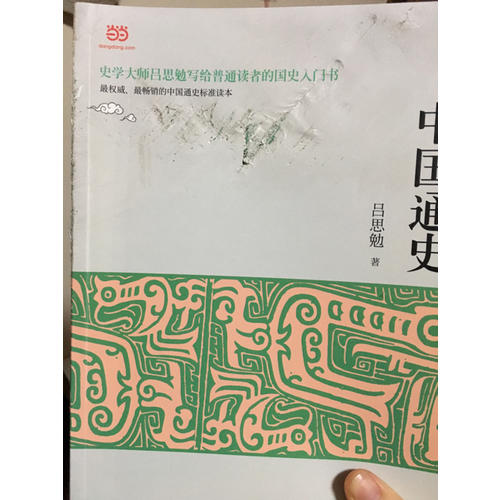 当当
dangdang.com
史学大师吕思勉写给普通读者的国史入门书
最权威、最畅销的中国通史标准读本
中国通史
吕思勉 著